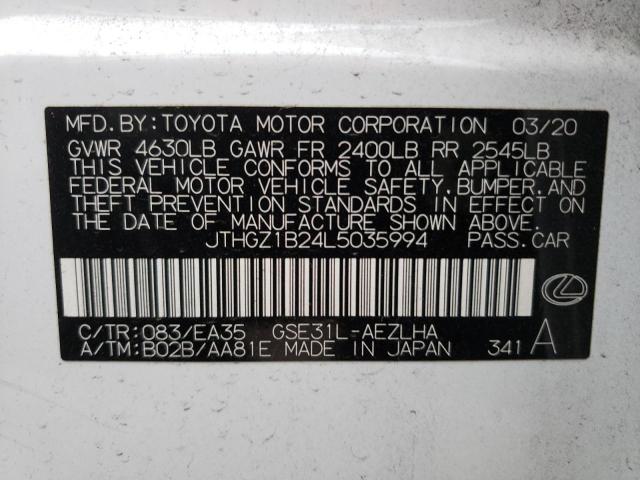 MFD. BY: TOYOTA MOTOR CORPORATION 03/20
GVWR 4630LB GAWR FR 2400LB RR 2545LB
THIS VEHICLE CONFORMS TO ALL APPLICABLE
FEDERAL MOTOR VEHICLE SAFETY, BUMPER, AND
THEFT PREVENTION STANDARDS IN EFFECT ON
THE DATE OF MANUFACTURE SHOWN ABOVE.
JTHGZ1B24L5035994 PASS. CAR
C/TR: 083/EA35 GSE31L-AEZLHA
A/TM: B02B/AA81E MADE IN JAPAN 341 A